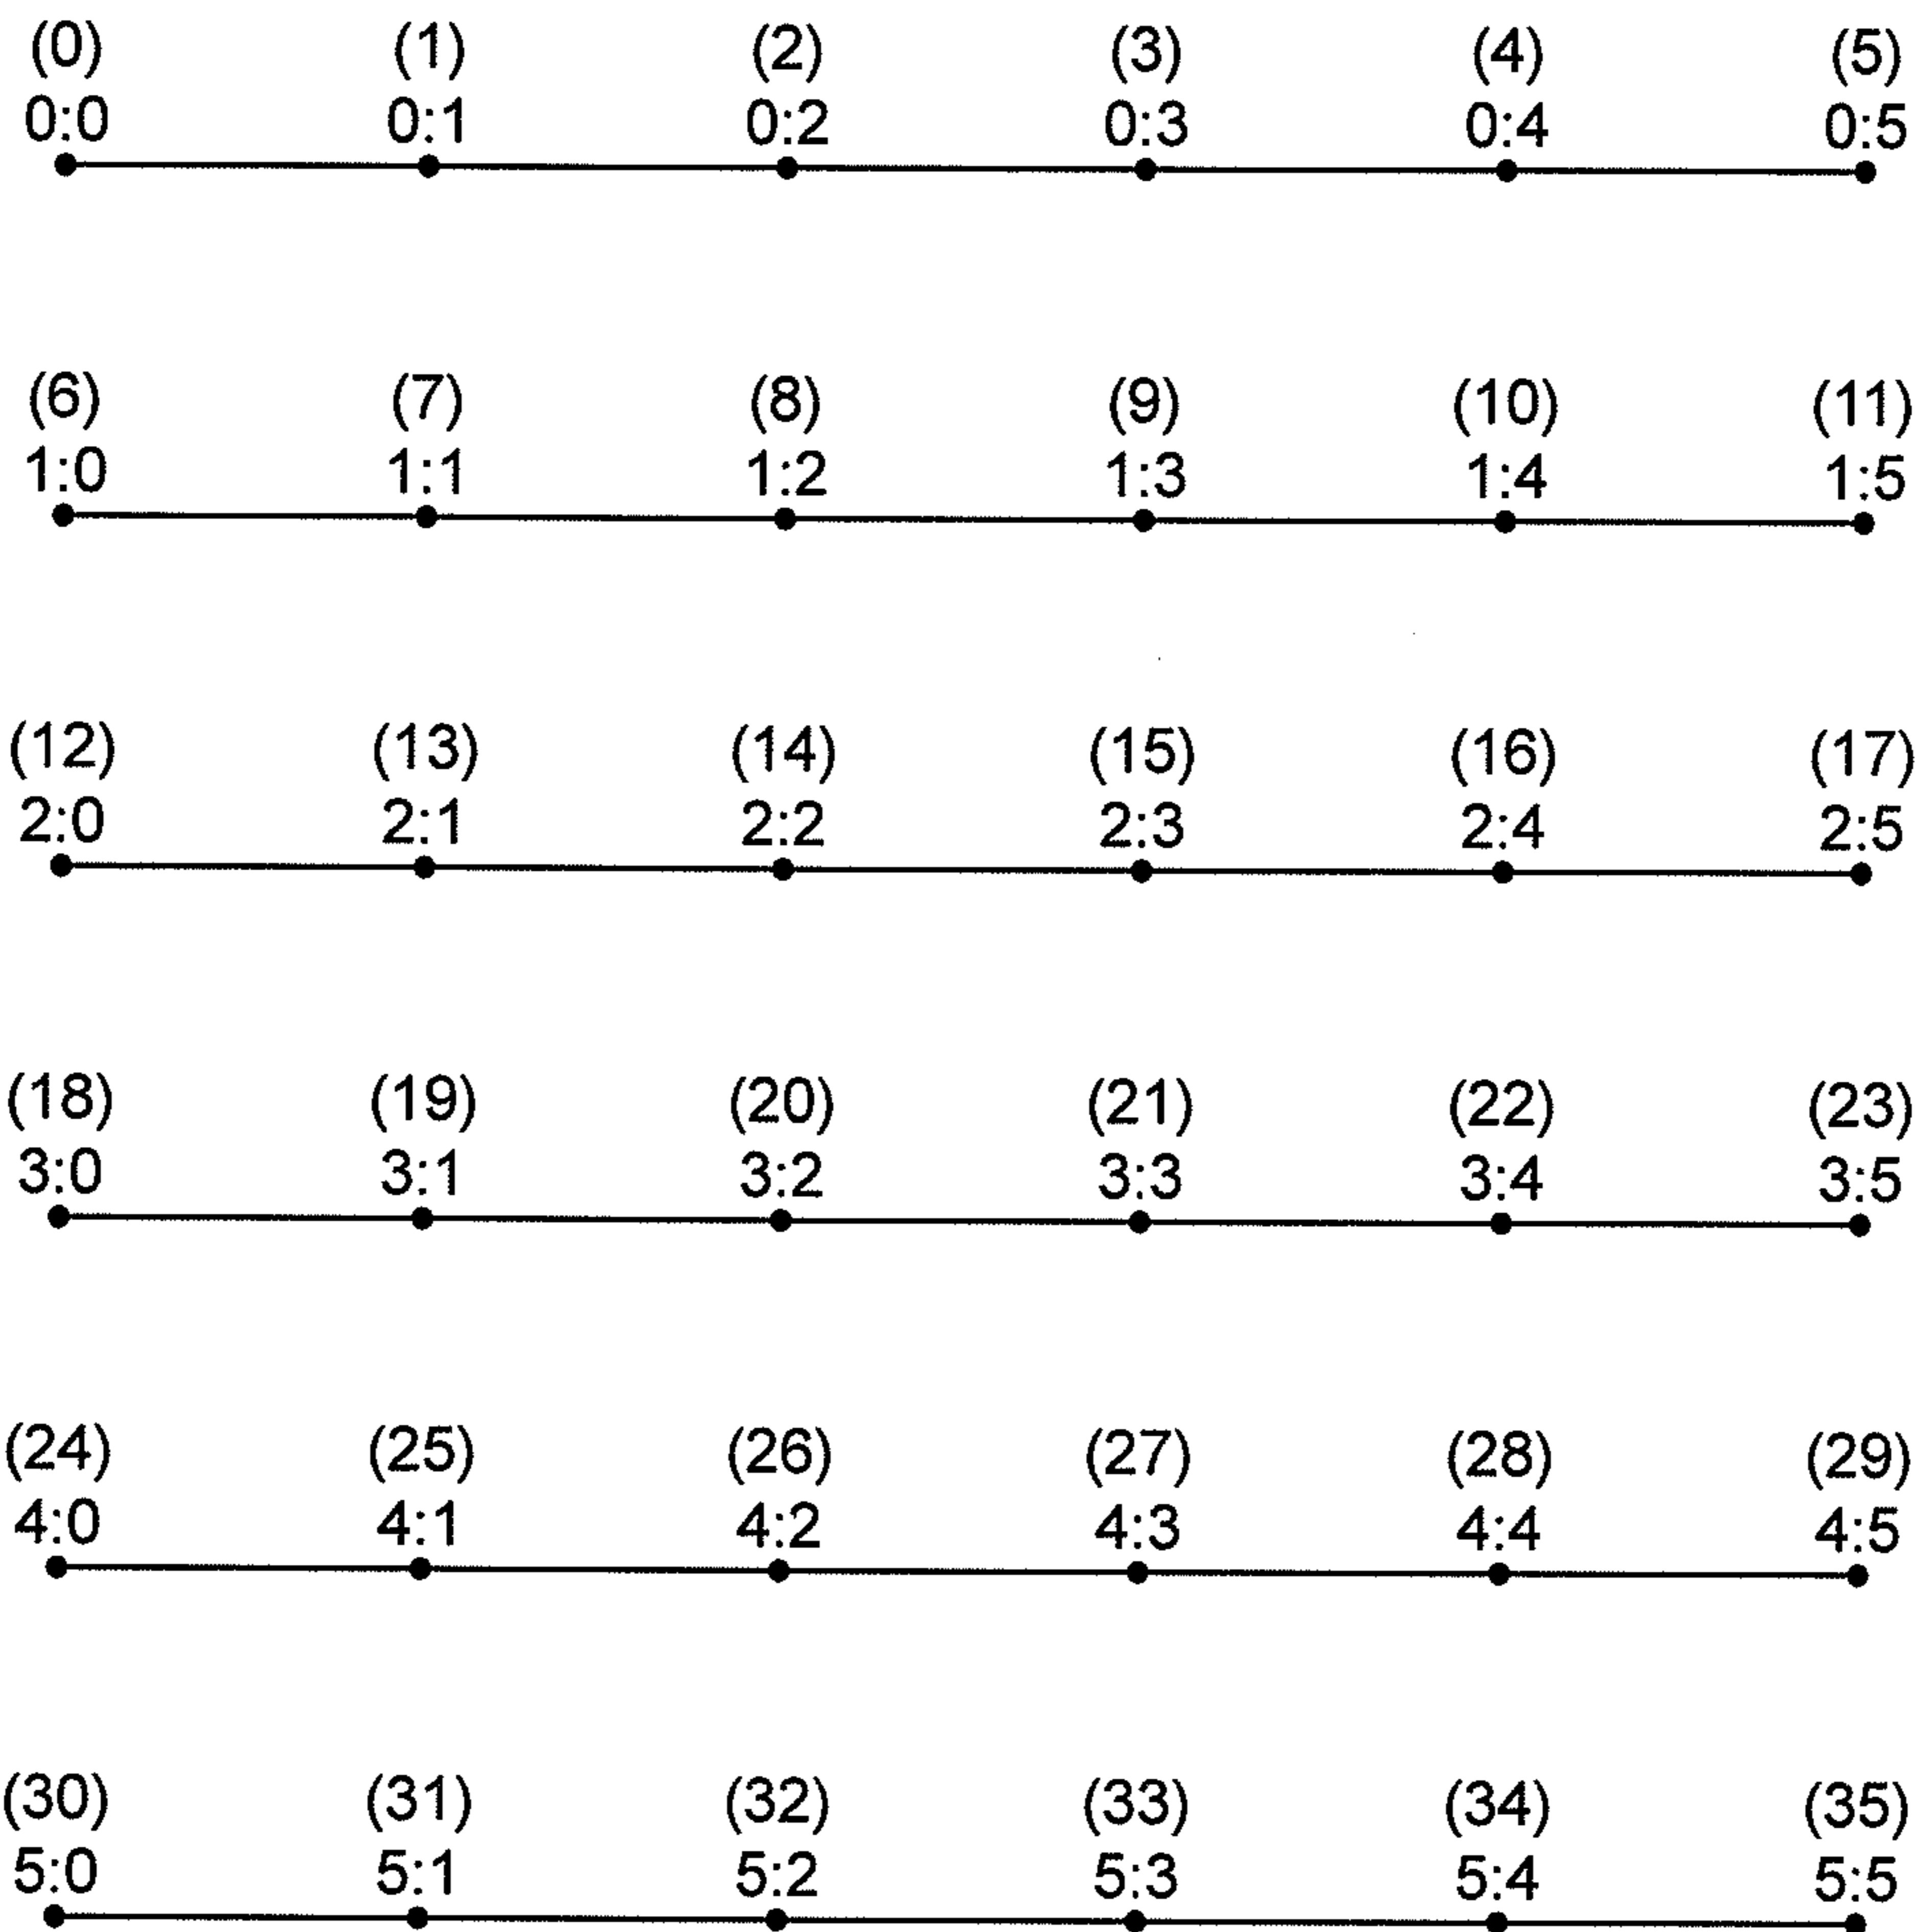 (0) (1) (2) (3) (4) (5)
0:0 0:1 0:2 0:3 0:4 0:5
(6) (7) (8) (9) (10) (11)
1:0 1:1 1:2 1:3 1:4 1:5
(12) (13) (14) (15) (16) (17)
2:0 2:1 2:2 2:3 2:4 2:5
(18) (19) (20) (21) (22) (23)
3:0 3:1 3:2 3:3 3:4 3:5
(24) (25) (26) (27) (28) (29)
4:0 4:1 4:2 4:3 4:4 4:5
(30) (31) (32) (33) (34) (35)
5:0 5:1 5:2 5:3 5:4 5:5